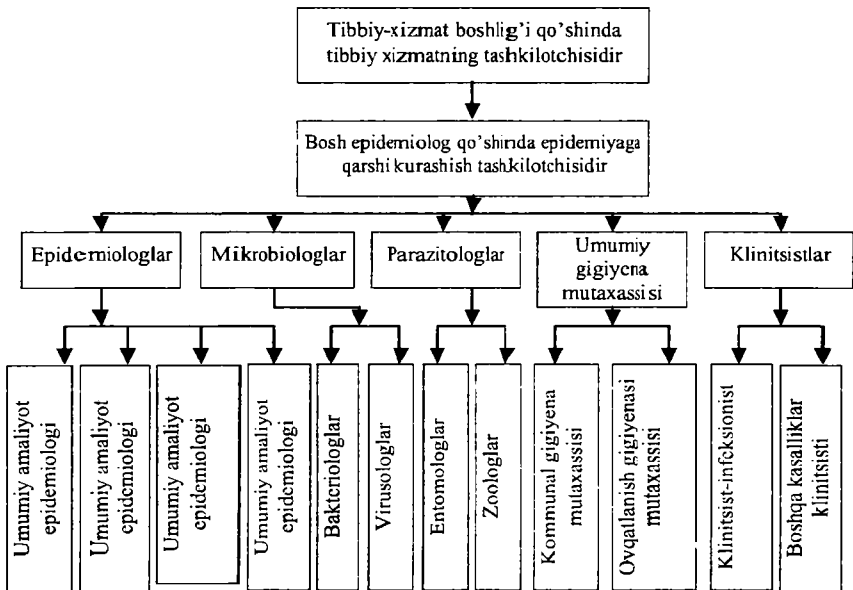 Tibbiy-xizmat boshlig'i qo'shinda
tibbiy xizmatning tashkilotchisidir
Bosh epidemiolog qo'shinda epidemiyaga
qarshi kurashish tashkilotchisidir
Epidemiologlar
Mikrobiologlar
Parazitologlar
Umumiy
gigiyena
mutaxassisi
Klinitsistlar
Umumiy amaliyot
epidemiologi
Umumiy amaliyot
epidemiologi
Umumiy amaliyot
epidemiologi
Umumiy amaliyot
epidemiologi
Bakteriologlar
Virusologlar
Entomologlar
Zoologlar
Kommunal gigiyena
mutaxassisi
Ovqatlanish gigiyenasi
mutaxassisi
Klinitsist-infeksionist
Boshqa kasalliklar
klinitsisti